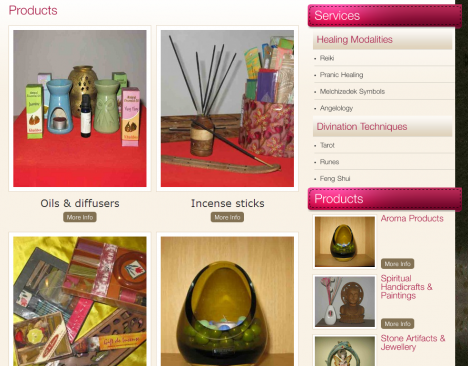 Products
Oils & diffusers
More Info
Incense sticks
More Info
Services
Healing Modalities
Reiki
Pranic Healing
Melchizedek Symbols
Angelology
Divination Techniques
Tarot
Runes
Feng Shui
Products
Aroma Products
More Info
Spiritual
Handicrafts &
Paintings
More Info
Stone Artifacts &
Jewellery